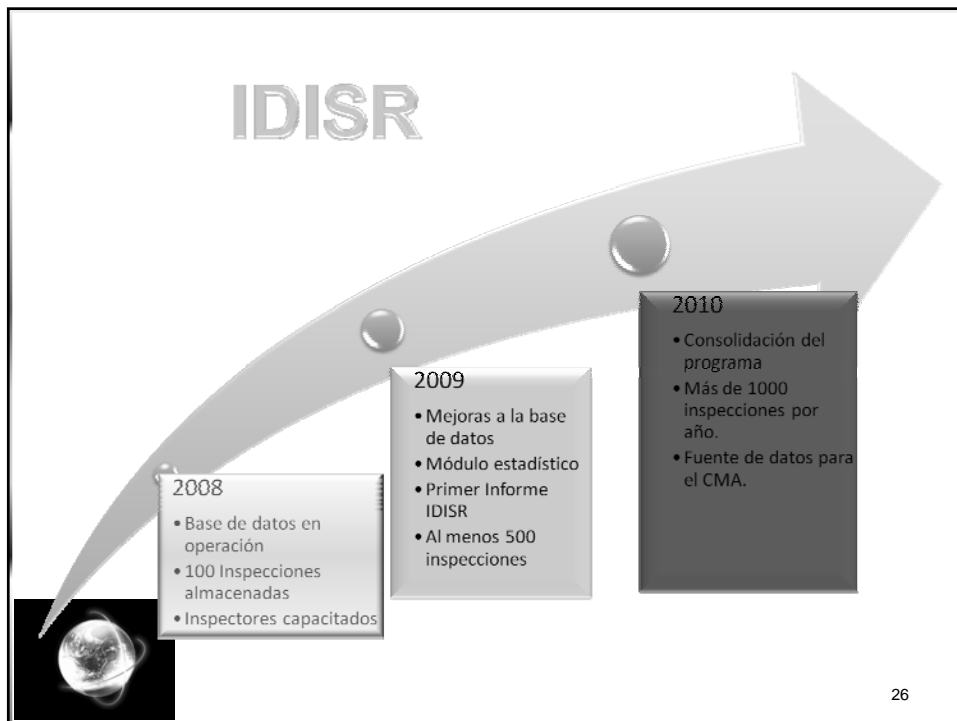 IDISR
2008
• Base de datos en
operación
• 100 Inspecciones
almacenadas
• Inspectores capacitados
2009
• Mejoras a la base
de datos
• Módulo estadístico
• Primer Informe
IDISR
• Al menos 500
inspecciones
2010
• Consolidación del
programa
• Más de 1000
inspecciones por
año.
• Fuente de datos para
el CMA.
26